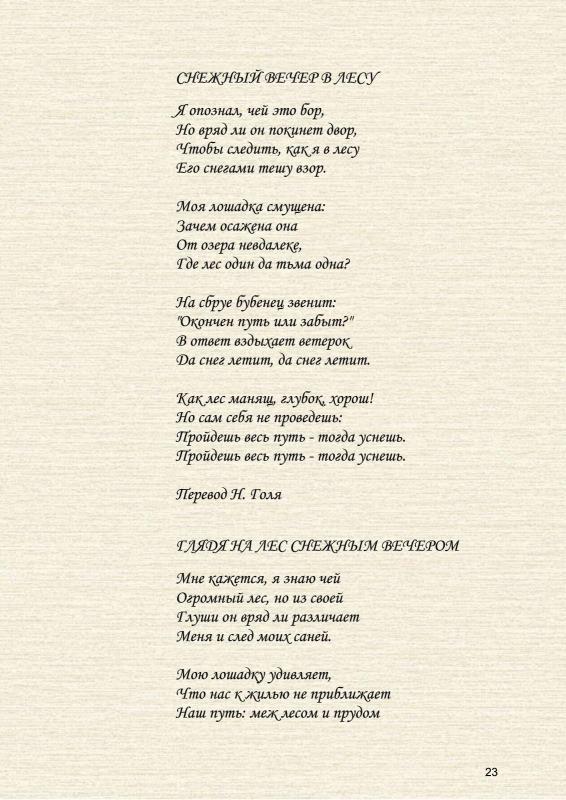 СНЕЖНЫЙ ВЕЧЕР В ЛЕСУ
Я опознал, чей это бор,
Но вряд ли он покинет двор,
Чтобы следить, как я в лесу
Его снегами тешу взор.
Моя лошадка смущена:
Зачем осажена она
От озера невдалеке,
Где лес один да тьма одна?
На сбруе бубенец звенит:
"Окончен путь или забыт?"
В ответ вздыхает ветерок
Да снег летит, да снег летит.
Как лес манящ, глубок, хорош!
Но сам себя не проведешь:
Пройдешь весь путь - тогда уснешь.
Пройдешь весь путь - тогда уснешь.
Перевод Н. Голя
ГЛЯДЯ НА ЛЕС СНЕЖНЫМ ВЕЧЕРОМ
Мне кажется, я знаю чей
Огромный лес, но из своей
Глуши он вряд ли различает
Меня и след моих саней.
Мою лошадку удивляет,
Что нас к жилью не приближает
Наш путь: меж лесом и прудом
23